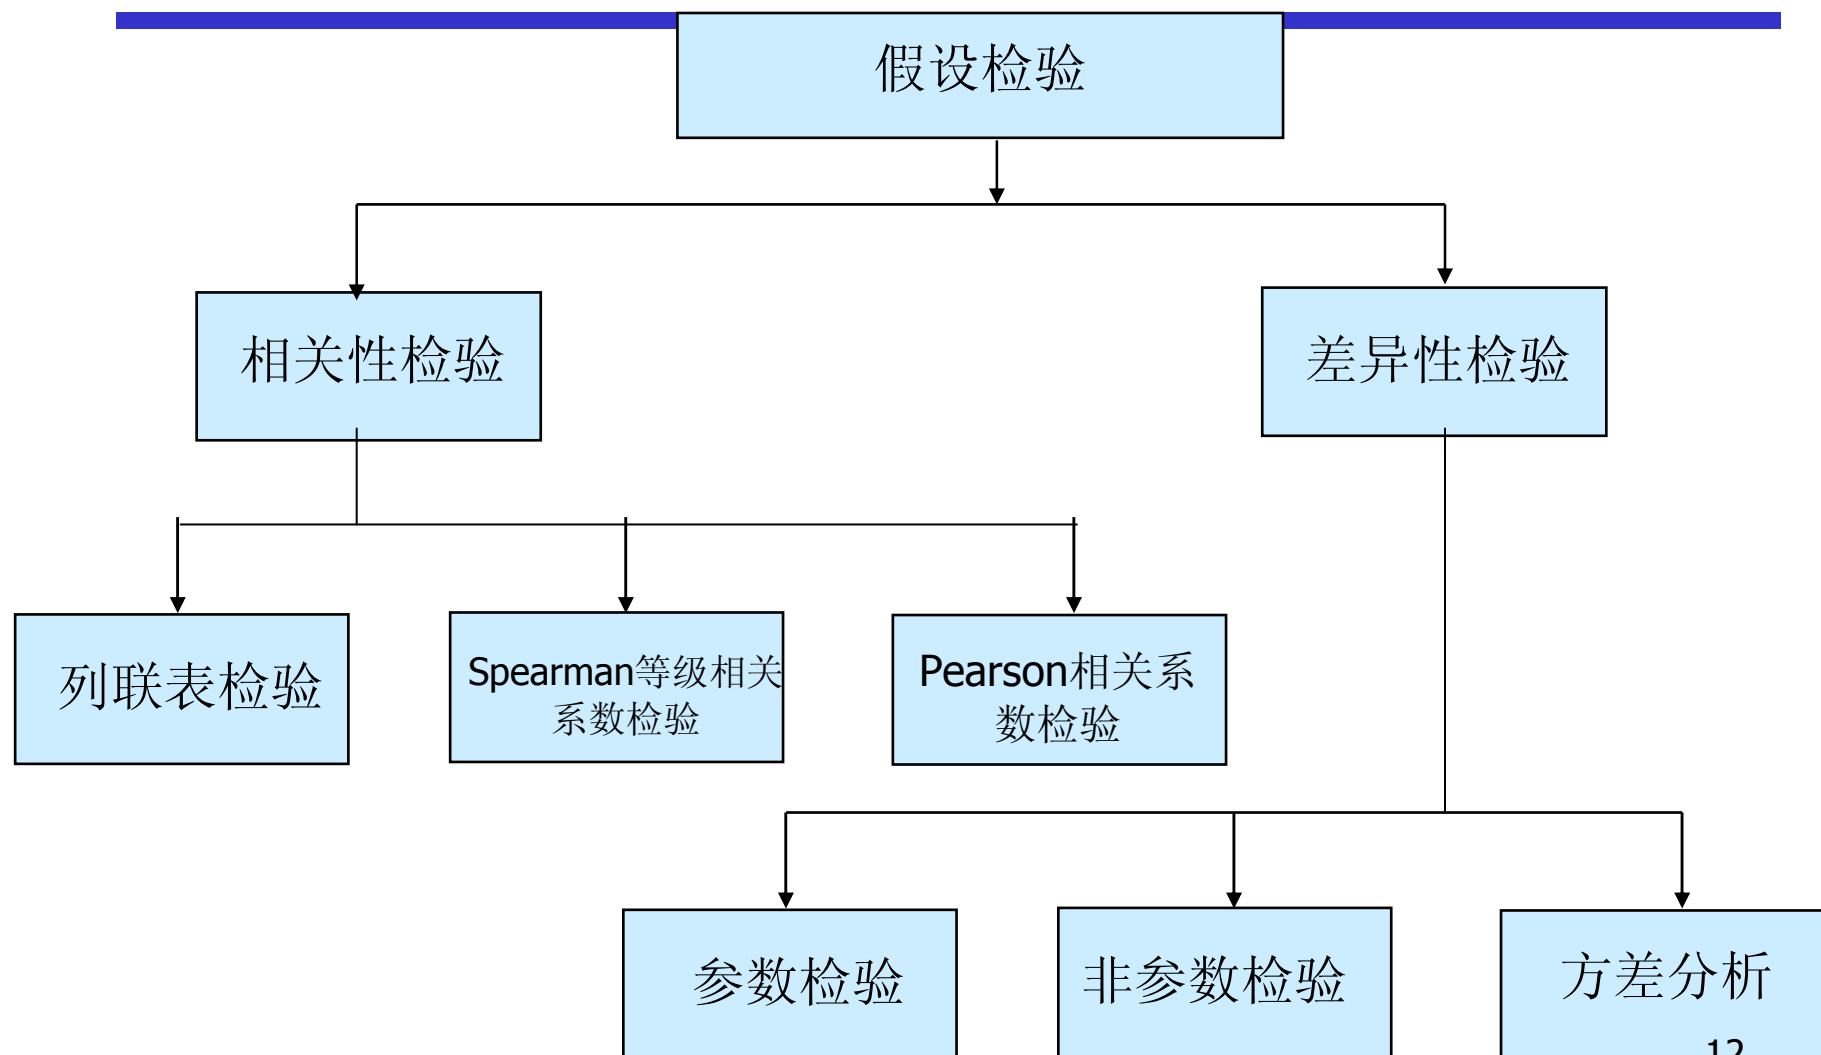 假设检验
相关性检验
差异性检验
列联表检验
Spearman等级相关
系数检验
Pearson相关系
数检验
参数检验
非参数检验
方差分析
12